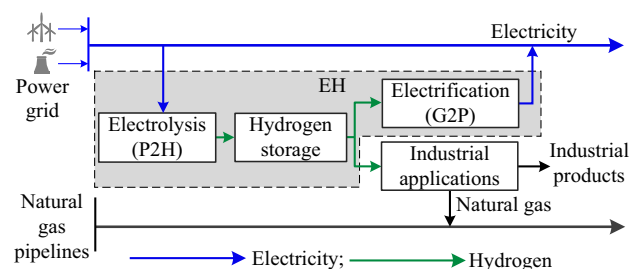 Electricity
Power
grid
EH
Electrification
(G2P)
Electrolysis
(P2H)
Hydrogen
storage
Industrial
applications
Industrial
products
Natural gas
Natural
gas
pipelines
Electricity;
Hydrogen